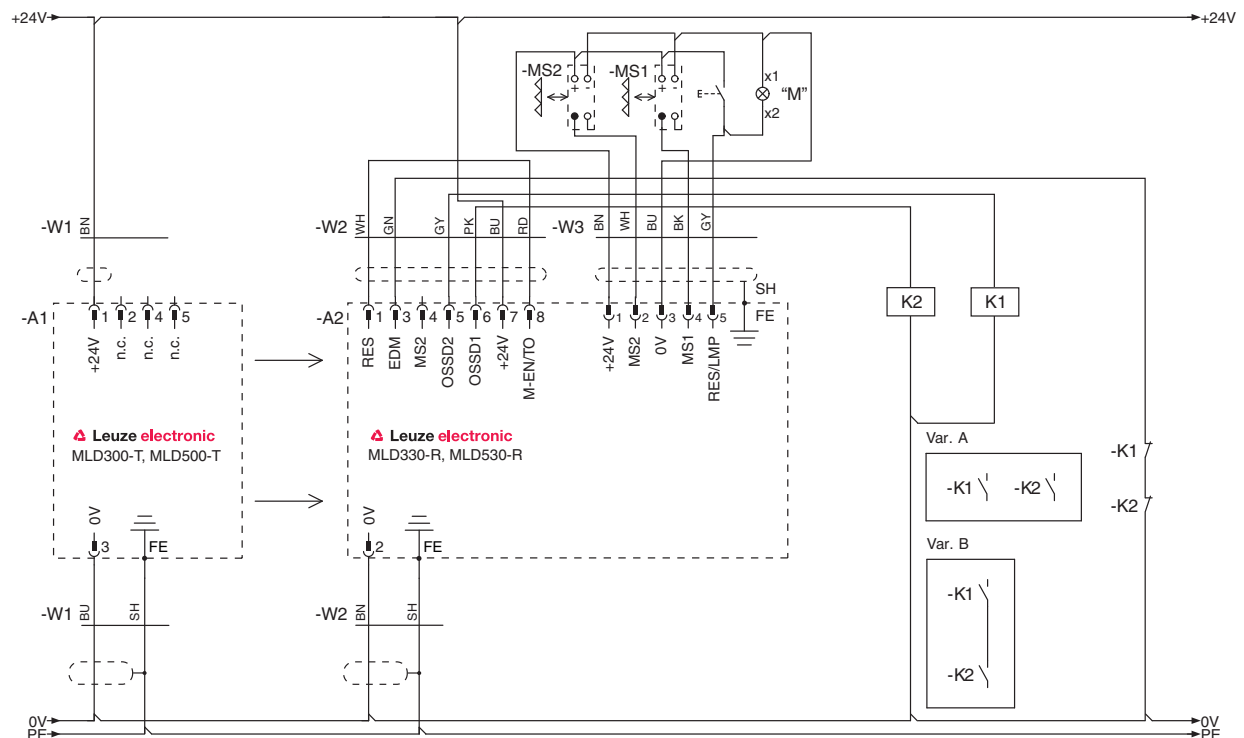 +24V
+24V
-MS2
-MS1
+ -
+ -
E
x1
"M"
x2
-W1
BN
-W2
WH
GN
GY
PK
BU
RD
-W3
BN
WH
BU
BK
GY
SH
FE
K2
K1
-A1
1 2 4 5
+24V
n.c.
n.c.
n.c.
-A2
1 3 4 5 6 7 8
RES
EDM
MS2
OSSD2
OSSD1
+24V
M-EN/TO
1 2 3 4 5
+24V
MS2
0V
MS1
RES/LMP
Leuze electronic
MLD300-T, MLD500-T
Leuze electronic
MLD330-R, MLD530-R
Var. A
-K1
-K2
-K1
-K2
Var. B
-K1
-K2
0V
3
FE
0V
2
FE
-W1
BU
SH
-W2
BN
SH
0V
0V
PE
PE